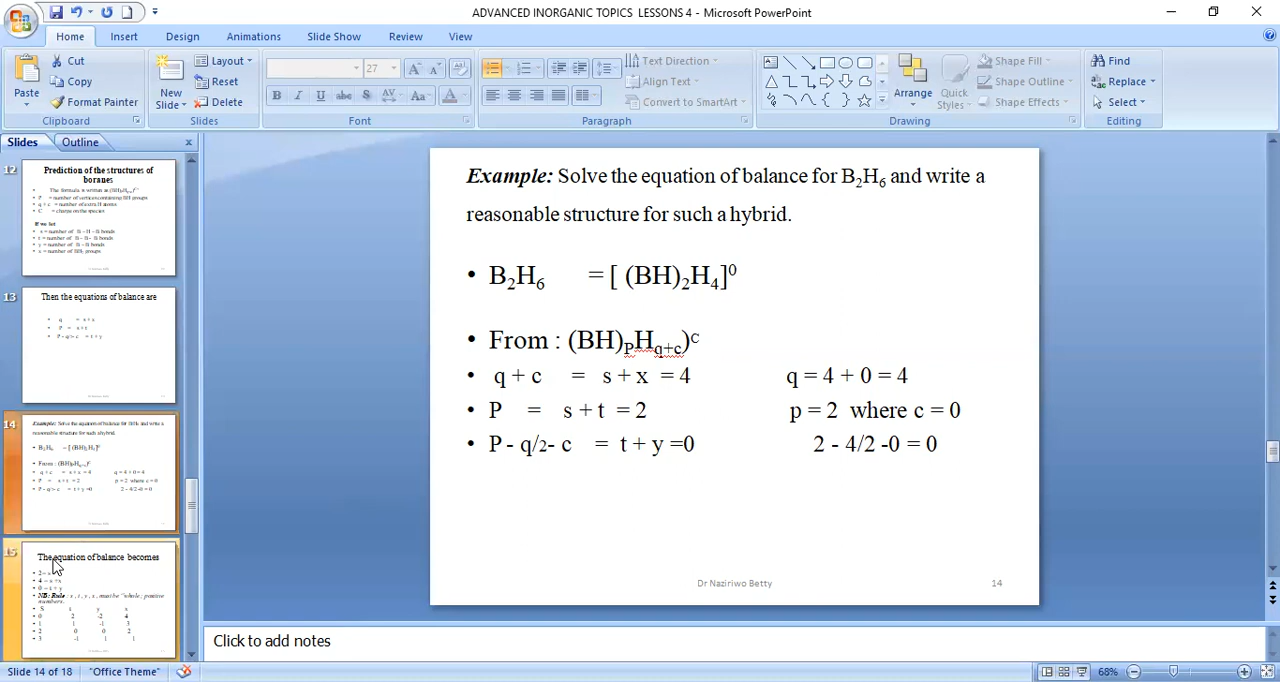 ADVANCED INORGANIC TOPICS LESSONS 4 - Microsoft PowerPoint
Home Insert Design Animations Slide Show Review View
Cut Layout 27 Text Direction Shape Fill Find
Copy Reset Align Text Shape Outline Replace
Paste Format Painter New Slide Delete Convert to SmartArt Arrange Quick Styles Shape Effects Select
Clipboard Slides Font Paragraph Drawing Editing
Slides Outline
12
Prediction of the structures of boranes
13
Then the equations of balance are
q = s+x
P = s+t
P - q/2- c = t + y
14
15
The equation of balance becomes
Example: Solve the equation of balance for B₂H₆ and write a
reasonable structure for such a hybrid.
• B₂H₆ = [ (BH)₂H₄]⁰
• From : (BH)PHq+c)C
• q + c = s + x = 4 q = 4 + 0 = 4
• P = s + t = 2 p = 2 where c = 0
• P - q/2- c = t + y =0 2 - 4/2 -0 = 0
Dr Naziriwo Betty 14
Click to add notes
Slide 14 of 18 "Office Theme" 68%